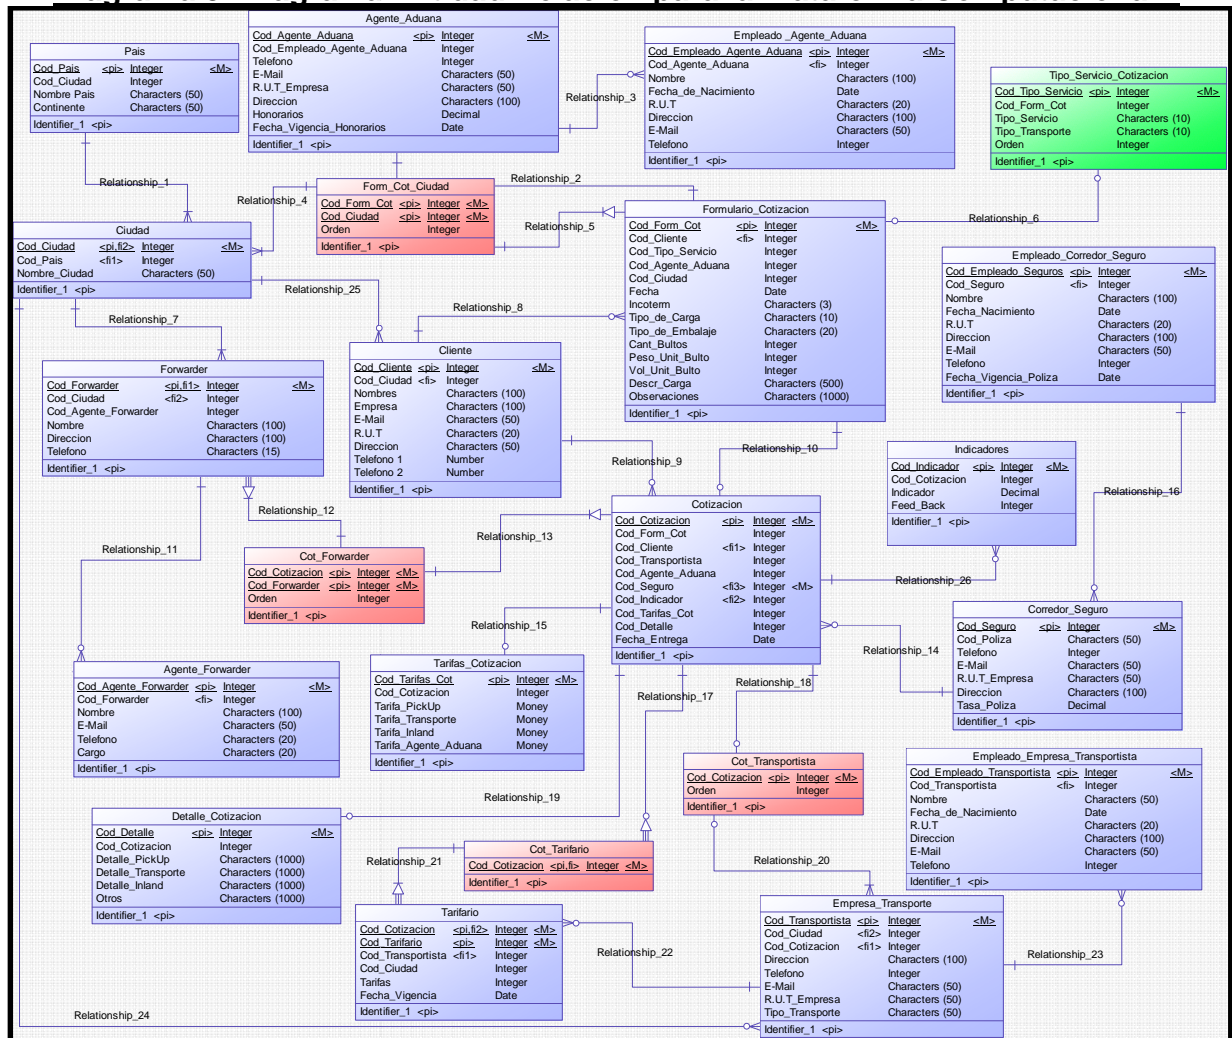 Agente_Aduana
Cod_Agente_Aduana <pi> Integer <M>
Cod_Empleado_Agente_Aduana Integer
Telefono Integer
E-Mail Characters (50)
R.U.T_Empresa Characters (50)
Direccion Characters (100)
Honorarios Decimal
Fecha_Vigencia_Honorarios Date
Identifier_1 <pi>
Empleado _Agente_Aduana
Cod_Empleado_Agente_Aduana <pi> Integer <M>
Cod_Agente_Aduana <fi> Integer
Nombre Characters (100)
Fecha_de_Nacimiento Date
R.U.T Characters (20)
Direccion Characters (100)
E-Mail Characters (50)
Telefono Integer
Identifier_1 <pi>
Pais
Cod_Pais <pi> Integer <M>
Cod_Ciudad Integer
Nombre Pais Characters (50)
Continente Characters (50)
Identifier_1 <pi>
Tipo_Servicio_Cotizacion
Cod_Tipo_Servicio <pi> Integer <M>
Cod_Form_Cot Integer
Tipo_Servicio Characters (10)
Tipo_Transporte Characters (10)
Orden Integer
Identifier_1 <pi>
Relationship_3
Relationship_1
Relationship_4
Relationship_2
Relationship_5
Relationship_6
Form_Cot_Ciudad
Cod_Form_Cot <pi> Integer <M>
Cod_Ciudad <pi> Integer <M>
Orden Integer
Identifier_1 <pi>
Ciudad
Cod_Ciudad <pi,fi2> Integer <M>
Cod_Pais <fi1> Integer
Nombre_Ciudad Characters (50)
Identifier_1 <pi>
Formulario_Cotizacion
Cod_Form_Cot <pi> Integer <M>
Cod_Cliente <fi> Integer
Cod_Tipo_Servicio Integer
Cod_Agente_Aduana Integer
Cod_Ciudad Integer
Fecha Date
Incoterm Characters (3)
Tipo_de_Carga Characters (10)
Tipo_de_Embalaje Characters (20)
Cant_Bultos Integer
Peso_Unit_Bulto Integer
Vol_Unit_Bulto Integer
Descr_Carga Characters (500)
Observaciones Characters (1000)
Identifier_1 <pi>
Empleado_Corredor_Seguro
Cod_Empleado_Seguros <pi> Integer <M>
Cod_Seguro <fi> Integer
Nombre Characters (100)
Fecha_Nacimiento Date
R.U.T Characters (20)
Direccion Characters (100)
E-Mail Characters (50)
Telefono Integer
Fecha_Vigencia_Poliza Date
Identifier_1 <pi>
Relationship_25
Relationship_7
Relationship_8
Forwarder
Cod_Forwarder <pi,fi1> Integer <M>
Cod_Ciudad <fi2> Integer
Cod_Agente_Forwarder Integer
Nombre Characters (100)
Direccion Characters (100)
Telefono Characters (15)
Identifier_1 <pi>
Cliente
Cod_Cliente <pi> Integer <M>
Cod_Ciudad <fi> Integer
Nombres Characters (100)
Empresa Characters (100)
E-Mail Characters (50)
R.U.T Characters (20)
Direccion Characters (50)
Telefono 1 Number
Telefono 2 Number
Identifier_1 <pi>
Relationship_10
Relationship_9
Indicadores
Cod_Indicador <pi> Integer <M>
Cod_Cotizacion Integer
Indicador Decimal
Feed_Back Integer
Identifier_1 <pi>
Relationship_16
Relationship_12
Relationship_13
Relationship_11
Cotizacion
Cod_Cotizacion <pi> Integer <M>
Cod_Form_Cot Integer
Cod_Cliente <fi1> Integer
Cod_Transportista Integer
Cod_Agente_Aduana Integer
Cod_Seguro <fi3> Integer <M>
Cod_Indicador <fi2> Integer
Cod_Tarifas_Cot Integer
Cod_Detalle Integer
Fecha_Entrega Date
Identifier_1 <pi>
Cot_Forwarder
Cod_Cotizacion <pi> Integer <M>
Cod_Forwarder <pi> Integer <M>
Orden Integer
Identifier_1 <pi>
Relationship_26
Relationship_15
Relationship_14
Corredor_Seguro
Cod_Seguro <pi> Integer <M>
Cod_Poliza Characters (50)
Telefono Integer
E-Mail Characters (50)
R.U.T_Empresa Characters (50)
Direccion Characters (100)
Tasa_Poliza Decimal
Identifier_1 <pi>
Agente_Forwarder
Cod_Agente_Forwarder <pi> Integer <M>
Cod_Forwarder <fi> Integer
Nombre Characters (100)
E-Mail Characters (50)
Telefono Characters (20)
Cargo Characters (20)
Identifier_1 <pi>
Tarifas_Cotizacion
Cod_Tarifas_Cot <pi> Integer <M>
Cod_Cotizacion Integer
Tarifa_PickUp Money
Tarifa_Transporte Money
Tarifa_Inland Money
Tarifa_Agente_Aduana Money
Identifier_1 <pi>
Relationship_18
Relationship_17
Cot_Transportista
Cod_Cotizacion <pi> Integer <M>
Orden Integer
Identifier_1 <pi>
Empleado_Empresa_Transportista
Cod_Empleado_Transportista <pi> Integer <M>
Cod_Transportista <fi> Integer
Nombre Characters (50)
Fecha_de_Nacimiento Date
R.U.T Characters (20)
Direccion Characters (100)
E-Mail Characters (50)
Telefono Integer
Identifier_1 <pi>
Relationship_19
Detalle_Cotizacion
Cod_Detalle <pi> Integer <M>
Cod_Cotizacion Integer
Detalle_PickUp Characters (1000)
Detalle_Transporte Characters (1000)
Detalle_Inland Characters (1000)
Otros Characters (1000)
Identifier_1 <pi>
Relationship_21
Cot_Tarifario
Cod_Cotizacion <pi,fi> Integer <M>
Identifier_1 <pi>
Relationship_20
Tarifario
Cod_Cotizacion <pi,fi2> Integer <M>
Cod_Tarifario <pi> Integer <M>
Cod_Transportista <fi1> Integer
Cod_Ciudad Integer
Tarifas Integer
Fecha_Vigencia Date
Identifier_1 <pi>
Relationship_22
Empresa_Transporte
Cod_Transportista <pi> Integer <M>
Cod_Ciudad <fi2> Integer
Cod_Cotizacion <fi1> Integer
Direccion Characters (100)
Telefono Integer
E-Mail Characters (50)
R.U.T_Empresa Characters (50)
Tipo_Transporte Characters (50)
Identifier_1 <pi>
Relationship_23
Relationship_24